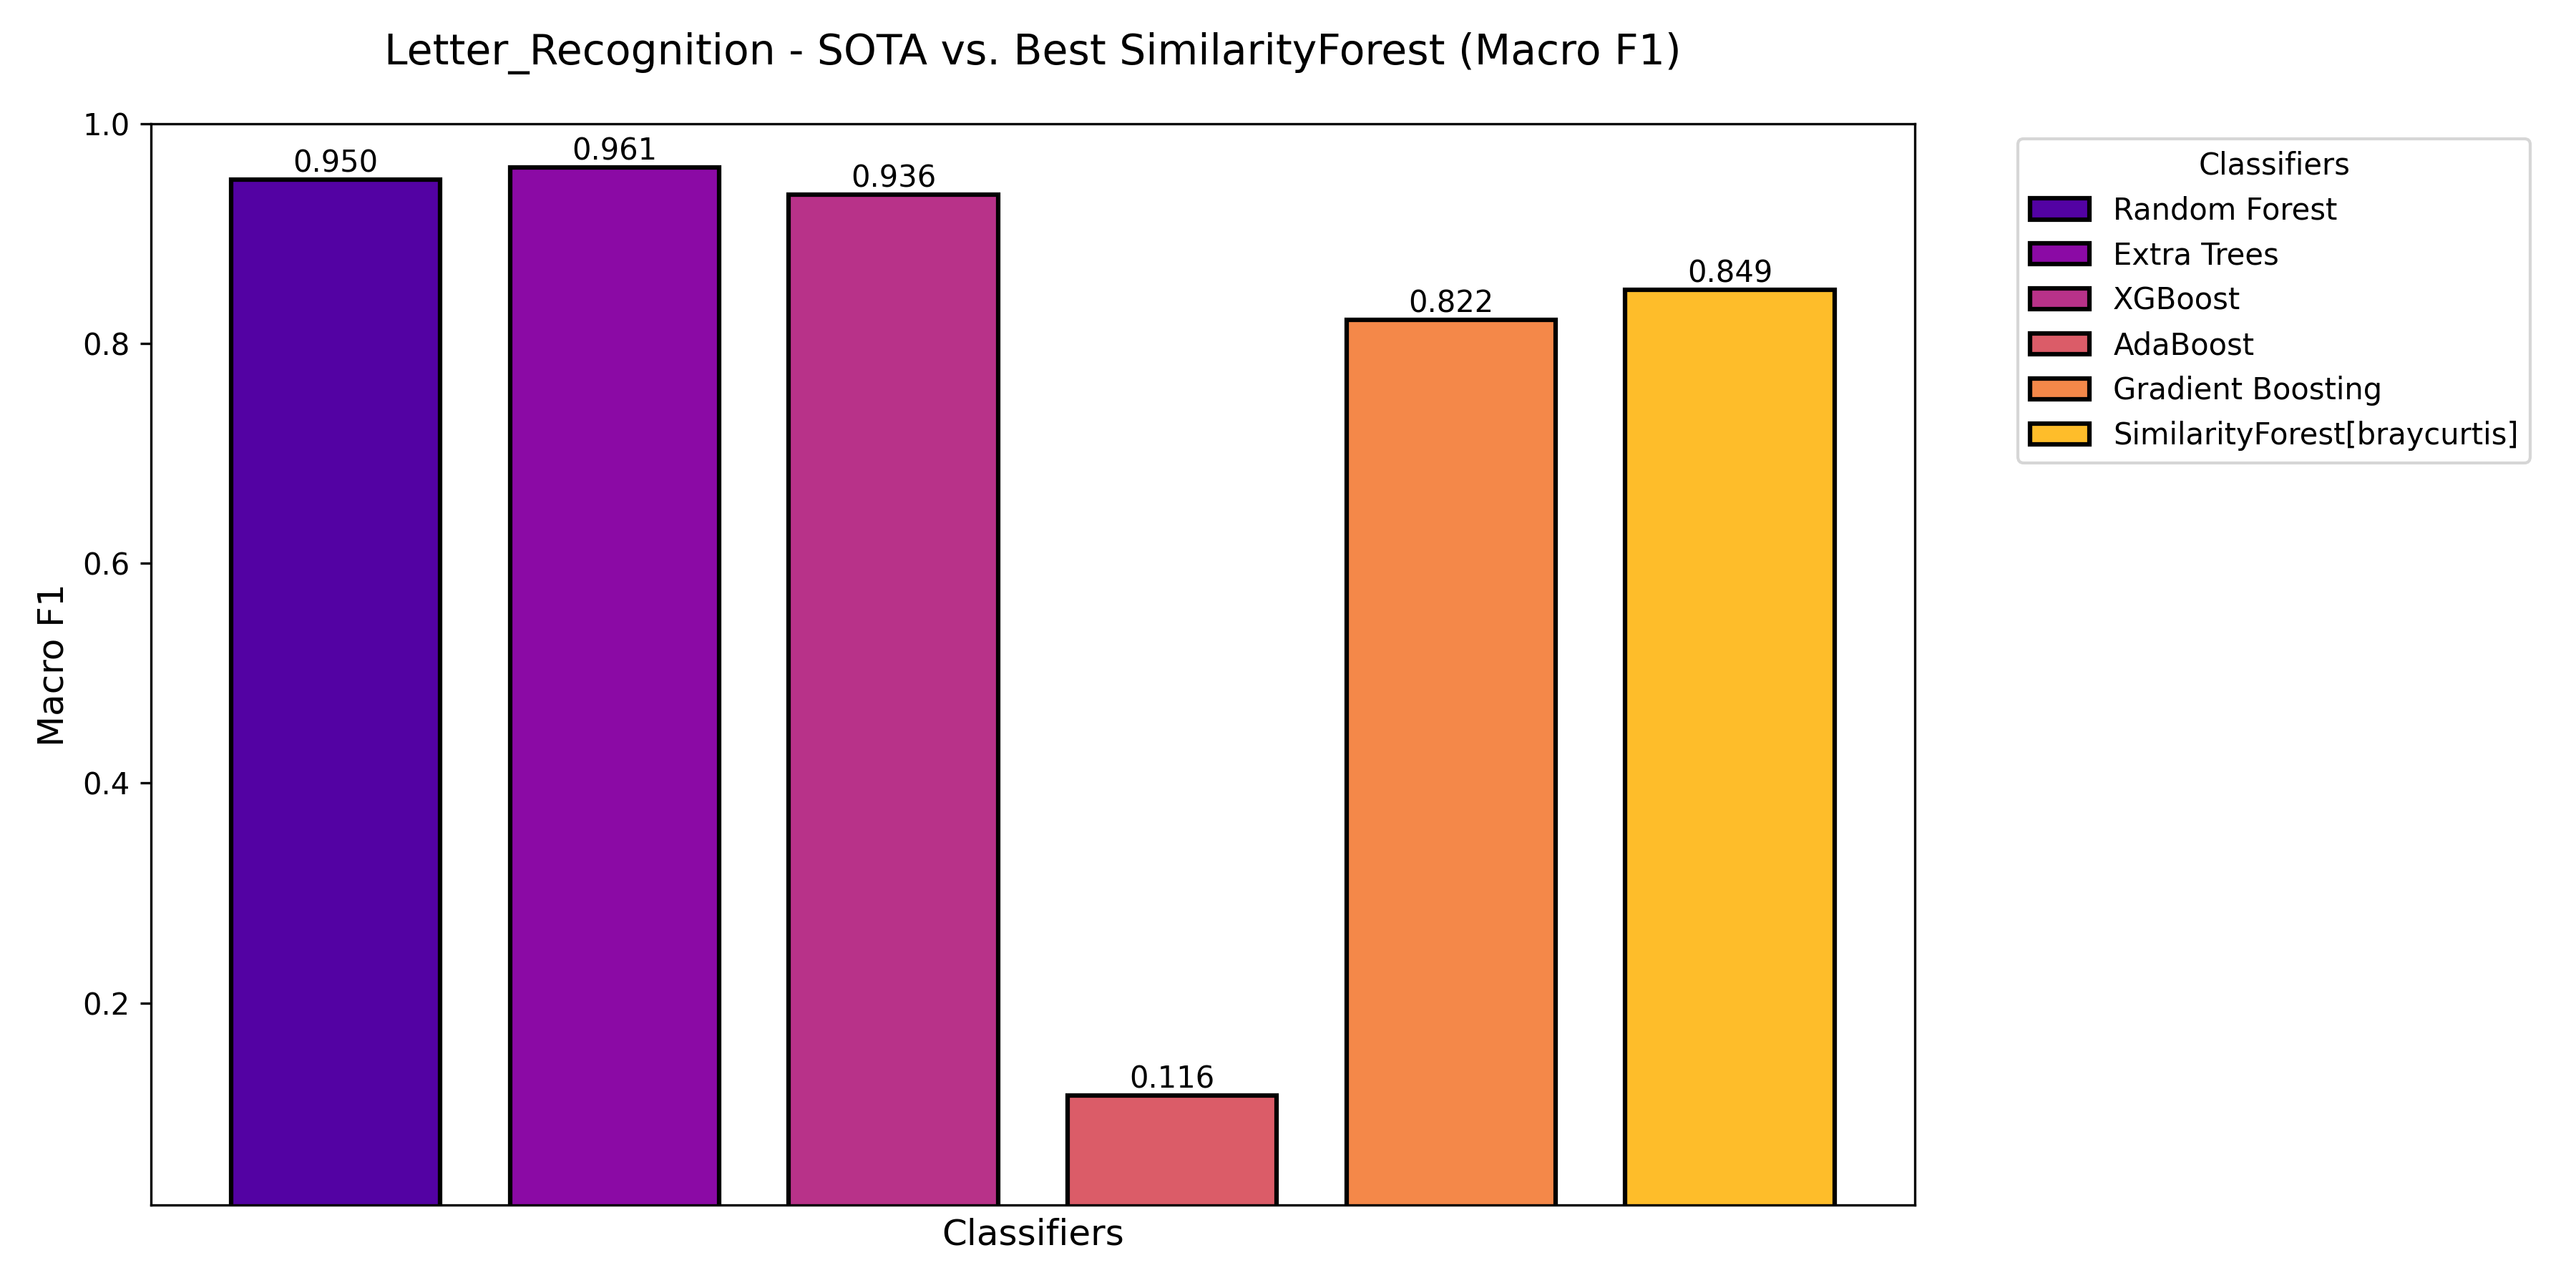 Letter_Recognition - SOTA vs. Best SimilarityForest (Macro F1)
Macro F1
1.0
0.8
0.6
0.4
0.2
0.950
0.961
0.936
0.116
0.822
0.849
Classifiers
Classifiers
Random Forest
Extra Trees
XGBoost
AdaBoost
Gradient Boosting
SimilarityForest[braycurtis]